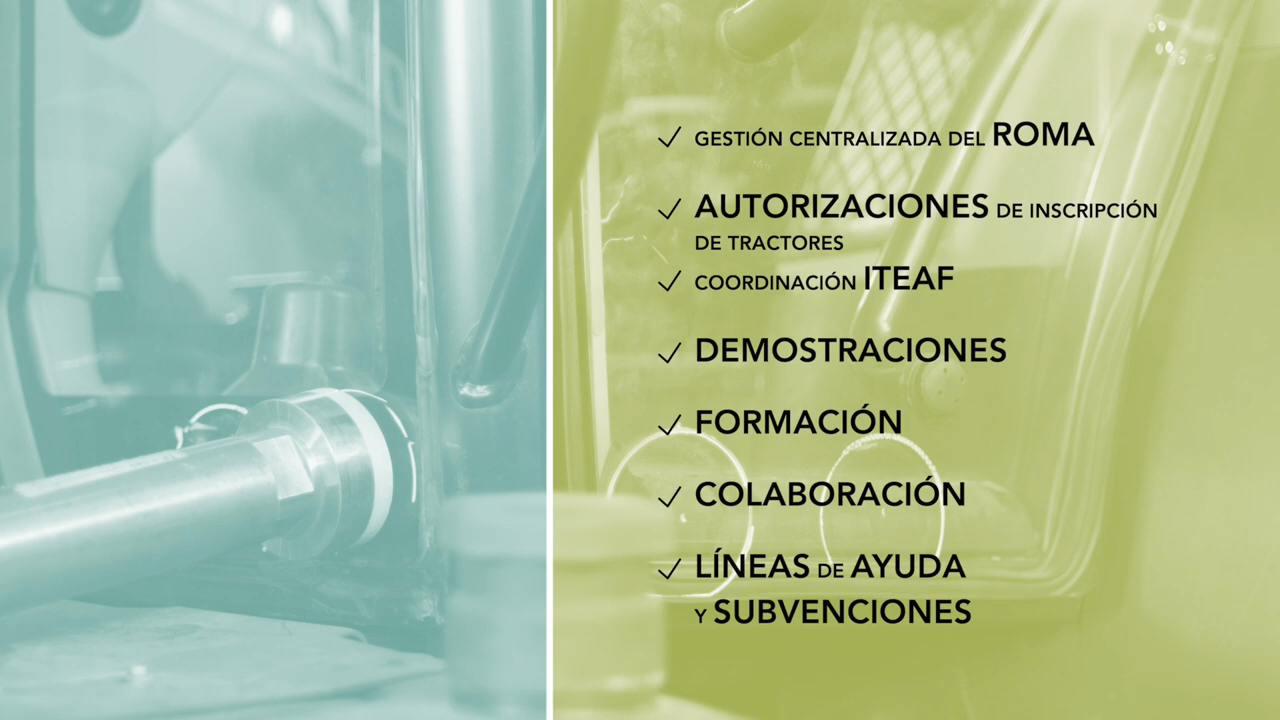 GESTIÓN CENTRALIZADA DEL ROMA
AUTORIZACIONES DE INSCRIPCIÓN
DE TRACTORES
COORDINACIÓN ITEAF
DEMOSTRACIONES
FORMACIÓN
COLABORACIÓN
LÍNEAS DE AYUDA
Y SUBVENCIONES